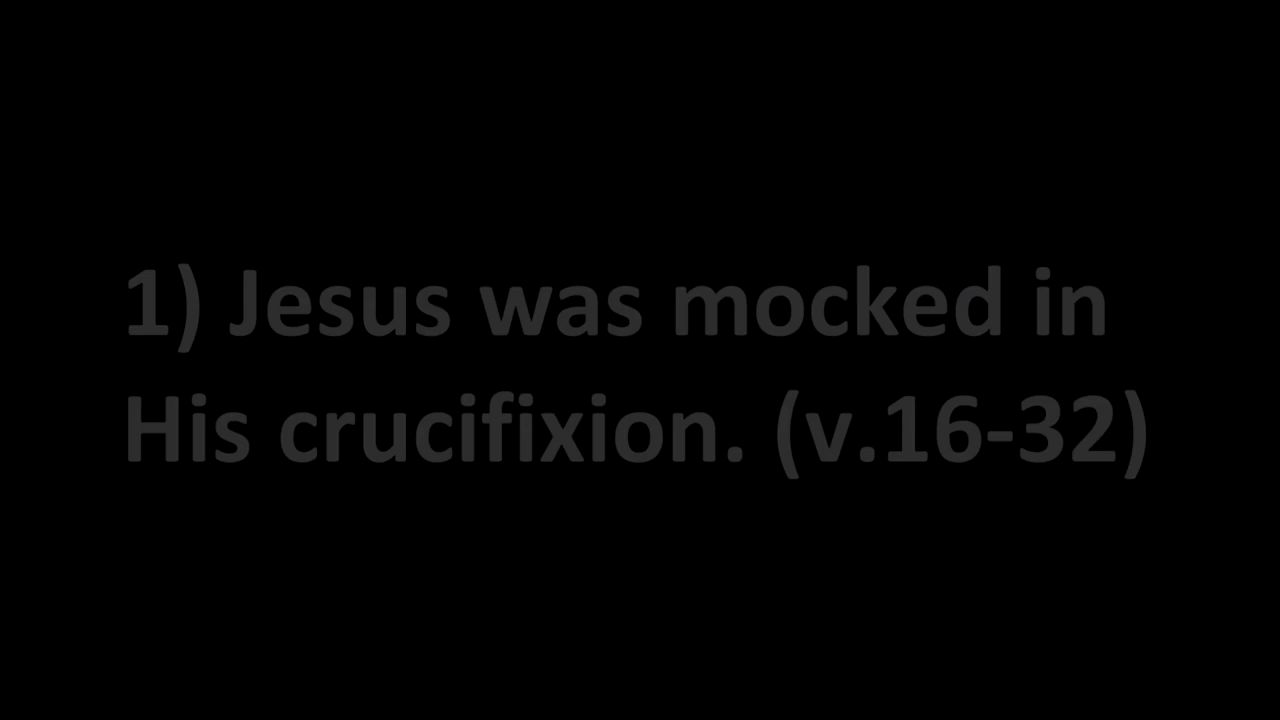 1) Jesus was mocked in
His crucifixion. (v.16-32)